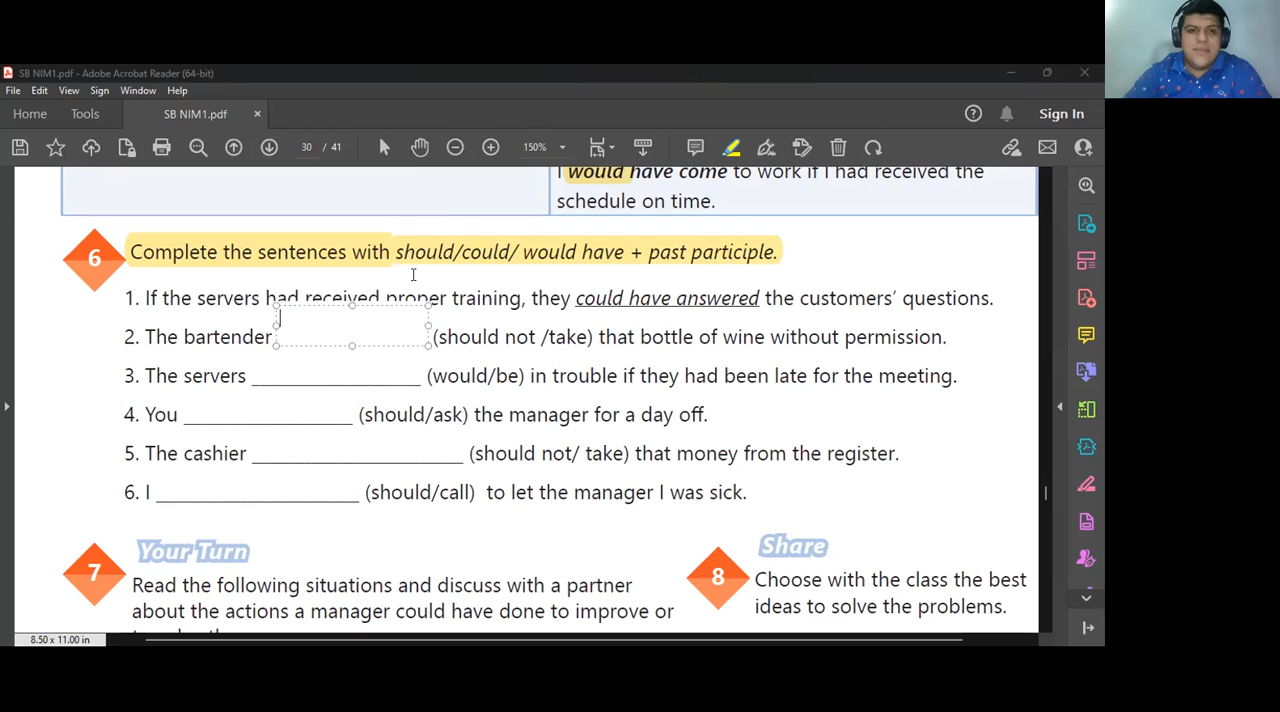 SB NIM1.pdf - Adobe Acrobat Reader (64-bit)
File Edit View Sign Window Help
Home Tools SB NIM1.pdf × Sign In
30 / 41 150%
I would have come to work if I had received the
schedule on time.
6 Complete the sentences with should/could/ would have + past participle.
1. If the servers had received proper training, they could have answered the customers’ questions.
2. The bartender (should not /take) that bottle of wine without permission.
3. The servers _________________ (would/be) in trouble if they had been late for the meeting.
4. You _________________ (should/ask) the manager for a day off.
5. The cashier _____________________ (should not/ take) that money from the register.
6. I ____________________ (should/call) to let the manager I was sick.
7 Your Turn
Read the following situations and discuss with a partner
about the actions a manager could have done to improve or
8 Share
Choose with the class the best
ideas to solve the problems.
8.50 x 11.00 in